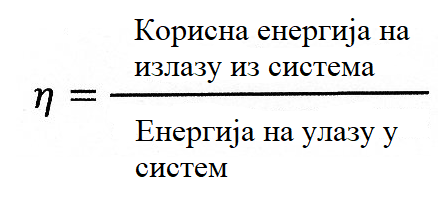 Корисна енергија на
излазу из система
η =
Енергија на улазу у
систем